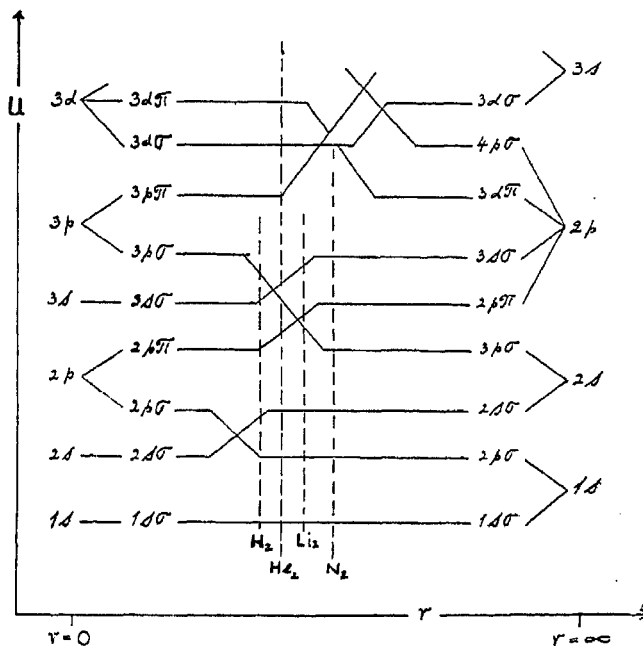 U
3d 3dπ 3dσ 3s
3dσ 4pσ
3pπ 3dπ
3p 2p
3pσ 3sσ
3s 3sσ 2pπ
2pπ 3pσ
2p 2s
2pσ 2sσ
2s 2sσ 2pσ
1s
1s 1sσ 1sσ
H₂ Li₂
He₂ N₂
r
r=0 r=∞